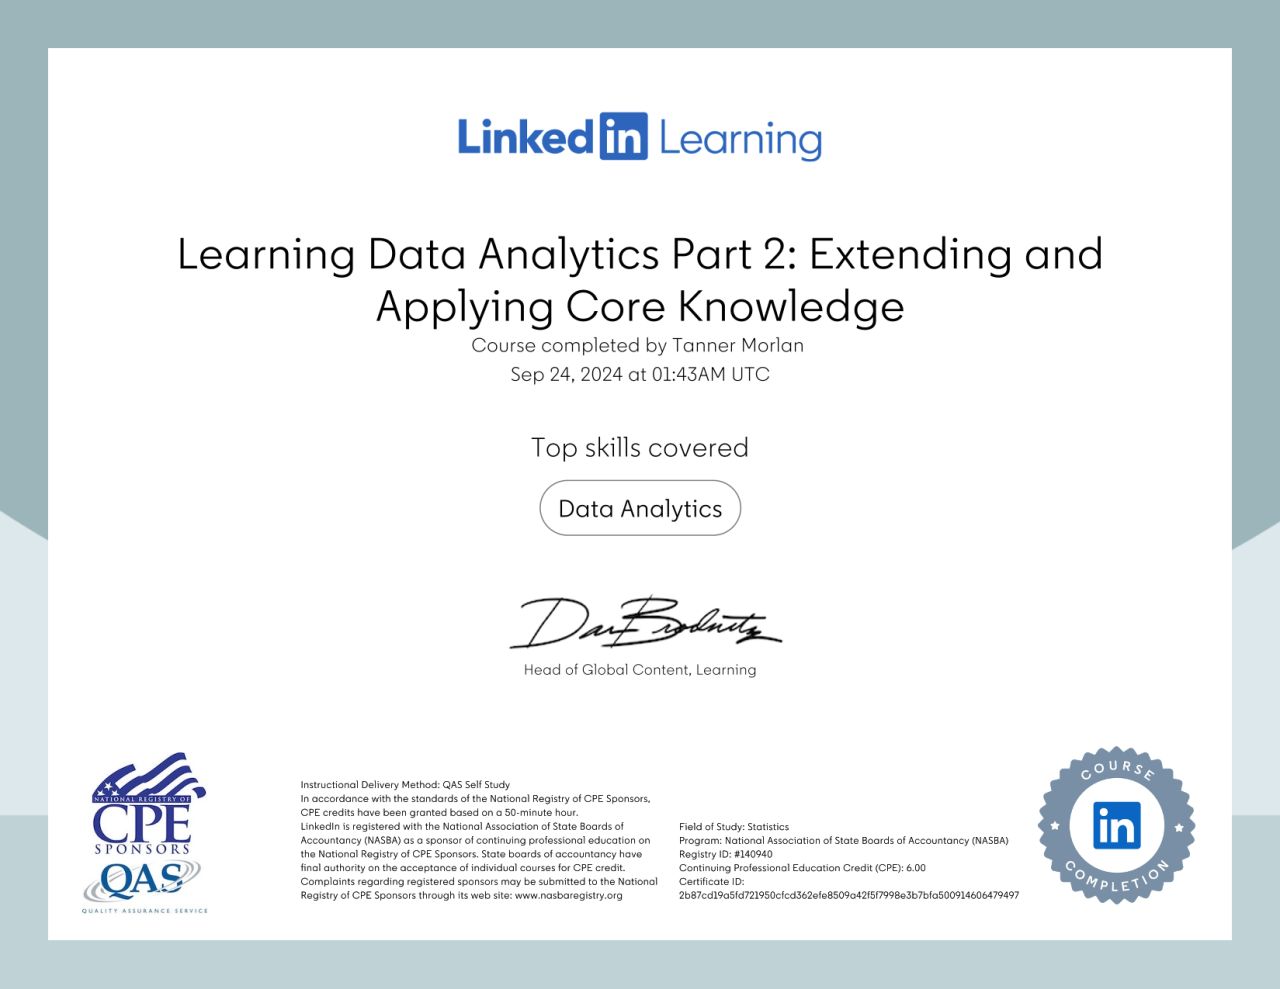 Linked in Learning
Learning Data Analytics Part 2: Extending and
Applying Core Knowledge
Course completed by Tanner Morlan
Sep 24, 2024 at 01:43AM UTC
Top skills covered
Data Analytics
Head of Global Content, Learning
NATIONAL REGISTRY OF
CPE
SPONSORS
QAS
QUALITY ASSURANCE SERVICE
Instructional Delivery Method: QAS Self Study
In accordance with the standards of the National Registry of CPE Sponsors,
CPE credits have been granted based on a 50-minute hour.
LinkedIn is registered with the National Association of State Boards of
Accountancy (NASBA) as a sponsor of continuing professional education on
the National Registry of CPE Sponsors. State boards of accountancy have
final authority on the acceptance of individual courses for CPE credit.
Complaints regarding registered sponsors may be submitted to the National
Registry of CPE Sponsors through its web site: www.nasbaregistry.org
Field of Study: Statistics
Program: National Association of State Boards of Accountancy (NASBA)
Registry ID: #140940
Continuing Professional Education Credit (CPE): 6.00
Certificate ID:
2b87cd19a5fd721950cfcd362efe8509a42f5f7998e3b7bfa500914606479497
COURSE
in
COMPLETION